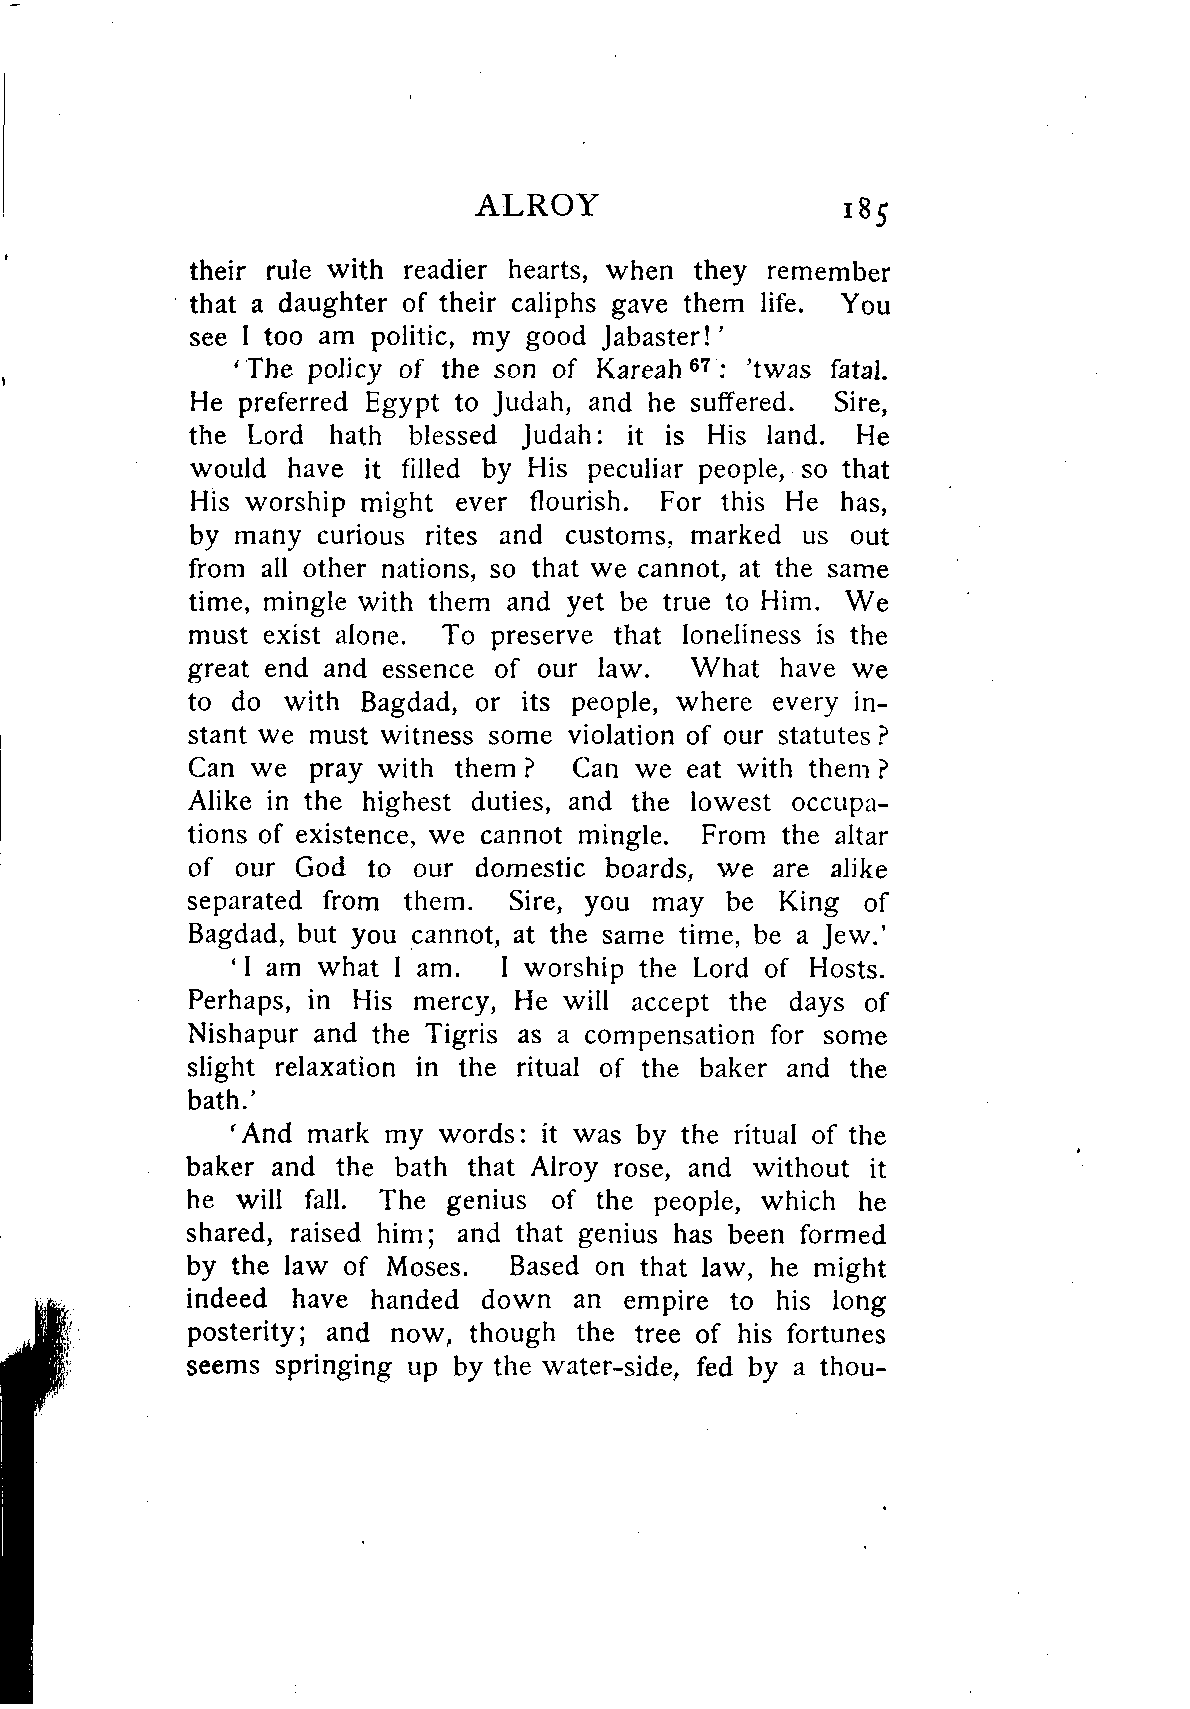 ALROY 185
their rule with readier hearts, when they remember
that a daughter of their caliphs gave them life. You
see I too am politic, my good Jabaster!'
'The policy of the son of Kareah 67: 'twas fatal.
He preferred Egypt to Judah, and he suffered. Sire,
the Lord hath blessed Judah: it is His land. He
would have it filled by His peculiar people, so that
His worship might ever flourish. For this He has,
by many curious rites and customs, marked us out
from all other nations, so that we cannot, at the same
time, mingle with them and yet be true to Him. We
must exist alone. To preserve that loneliness is the
great end and essence of our law. What have we
to do with Bagdad, or its people, where every in-
stant we must witness some violation of our statutes?
Can we pray with them? Can we eat with them?
Alike in the highest duties, and the lowest occupa-
tions of existence, we cannot mingle. From the altar
of our God to our domestic boards, we are alike
separated from them. Sire, you may be King of
Bagdad, but you cannot, at the same time, be a Jew.'
'I am what I am. I worship the Lord of Hosts.
Perhaps, in His mercy, He will accept the days of
Nishapur and the Tigris as a compensation for some
slight relaxation in the ritual of the baker and the
bath.'
'And mark my words: it was by the ritual of the
baker and the bath that Alroy rose, and without it
he will fall. The genius of the people, which he
shared, raised him; and that genius has been formed
by the law of Moses. Based on that law, he might
indeed have handed down an empire to his long
posterity; and now, though the tree of his fortunes
seems springing up by the water-side, fed by a thou-